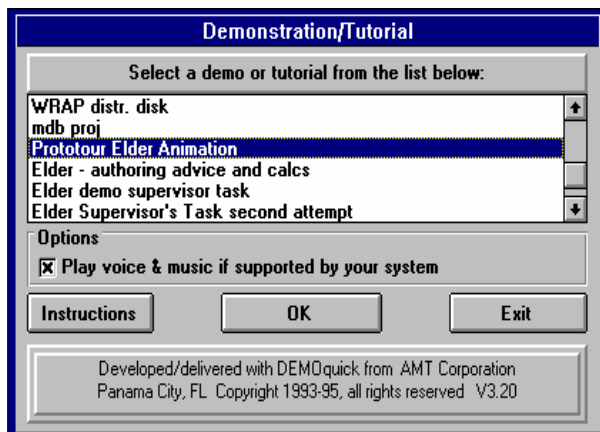 Demonstration/Tutorial
Select a demo or tutorial from the list below:
WRAP distr. disk
mdb proj
Prototour Elder Animation
Elder - authoring advice and calcs
Elder demo supervisor task
Elder Supervisor's Task second attempt
Options
Play voice & music if supported by your system
Instructions OK Exit
Developed/delivered with DEMOquick from AMT Corporation
Panama City, FL Copyright 1993-95, all rights reserved V3.20